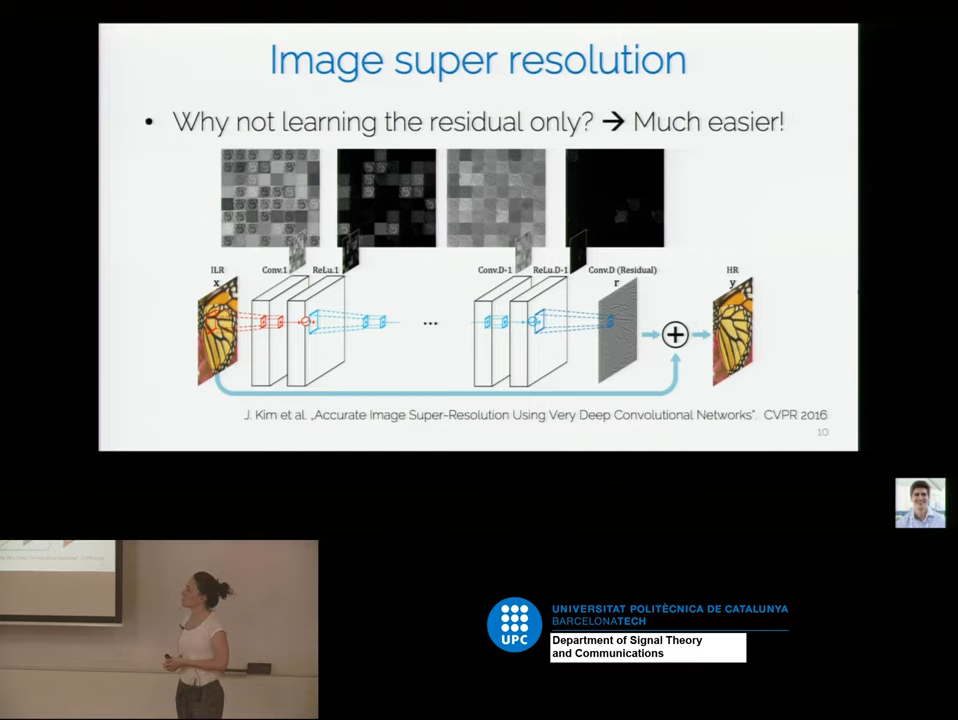 Image super resolution
• Why not learning the residual only? → Much easier!
ILR
x
Conv.1
ReLu.1
Conv.D-1
ReLU.D-1
Conv.D (Residual)
r
HR
y
...
J. Kim et al. „Accurate Image Super-Resolution Using Very Deep Convolutional Networks“. CVPR 2016
10
UPC
UNIVERSITAT POLITÈCNICA DE CATALUNYA
BARCELONATECH
Department of Signal Theory
and Communications